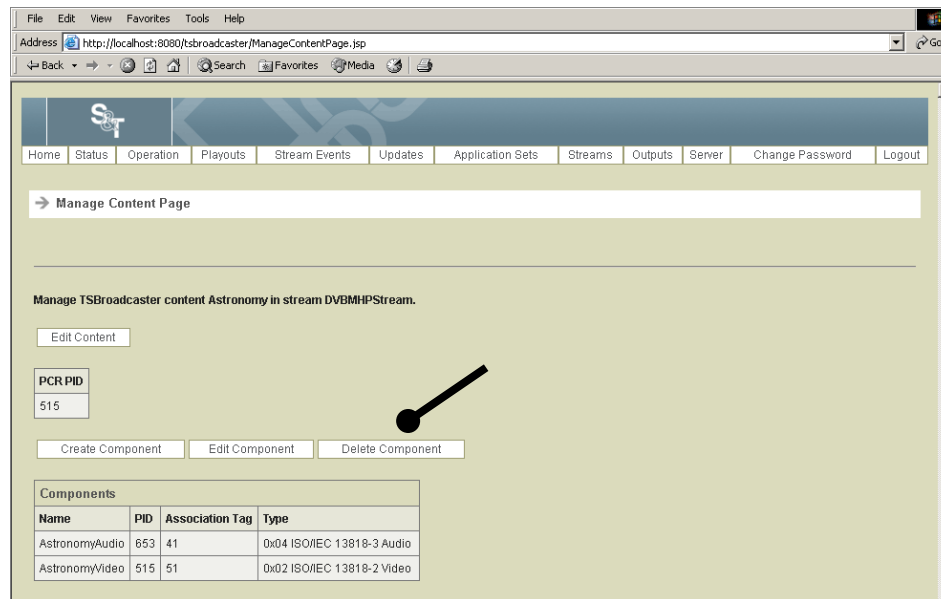 File Edit View Favorites Tools Help
Address http://localhost:8080/tsbroadcaster/ManageContentPage.jsp Go
Back Search Favorites Media
S&T
Home Status Operation Playouts Stream Events Updates Application Sets Streams Outputs Server Change Password Logout
Manage Content Page
Manage TSBroadcaster content Astronomy in stream DVBMHPStream.
Edit Content
PCR PID
515
Create Component Edit Component Delete Component
Components
Name PID Association Tag Type
AstronomyAudio 653 41 0x04 ISO/IEC 13818-3 Audio
AstronomyVideo 515 51 0x02 ISO/IEC 13818-2 Video